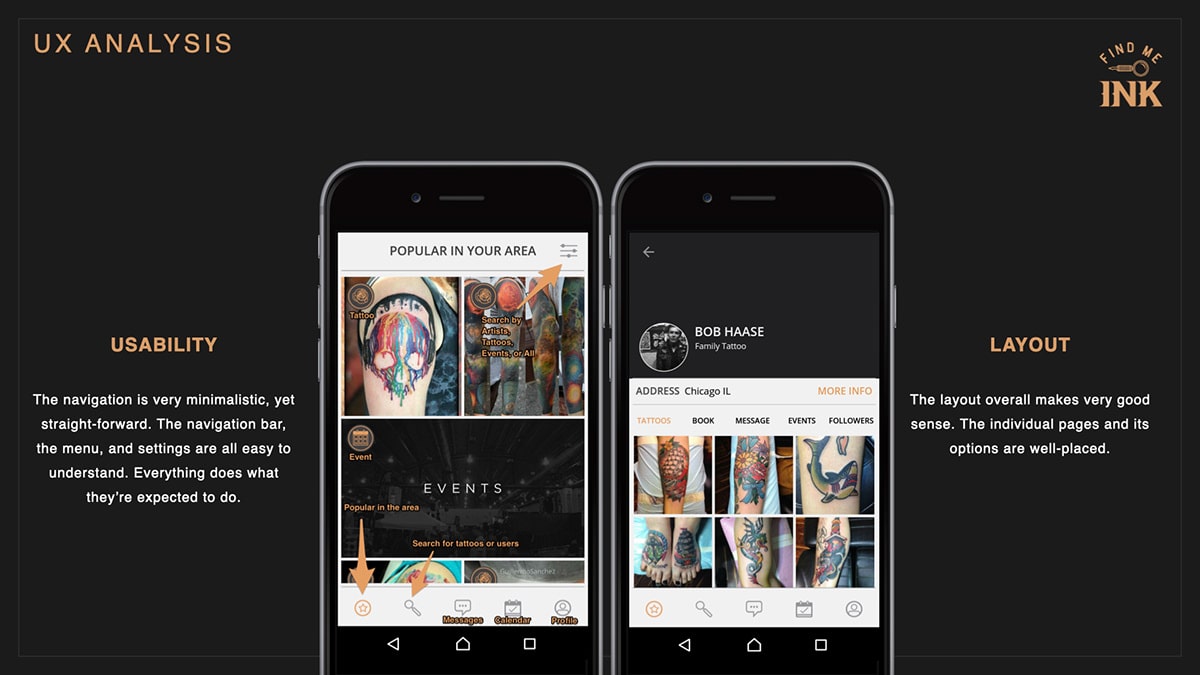 UX ANALYSIS
FIND ME
INK
USABILITY
The navigation is very minimalistic, yet
straight-forward. The navigation bar,
the menu, and settings are all easy to
understand. Everything does what
they're expected to do.
POPULAR IN YOUR AREA
Tattoo
Search by
Artists,
Tattoos,
Events, or All
Event
EVENTS
Popular in the area
Search for tattoos or users
GuillermoSanchez
Messages
Calendar
Profile
BOB HAASE
Family Tattoo
ADDRESS Chicago IL MORE INFO
TATTOOS BOOK MESSAGE EVENTS FOLLOWERS
LAYOUT
The layout overall makes very good
sense. The individual pages and its
options are well-placed.